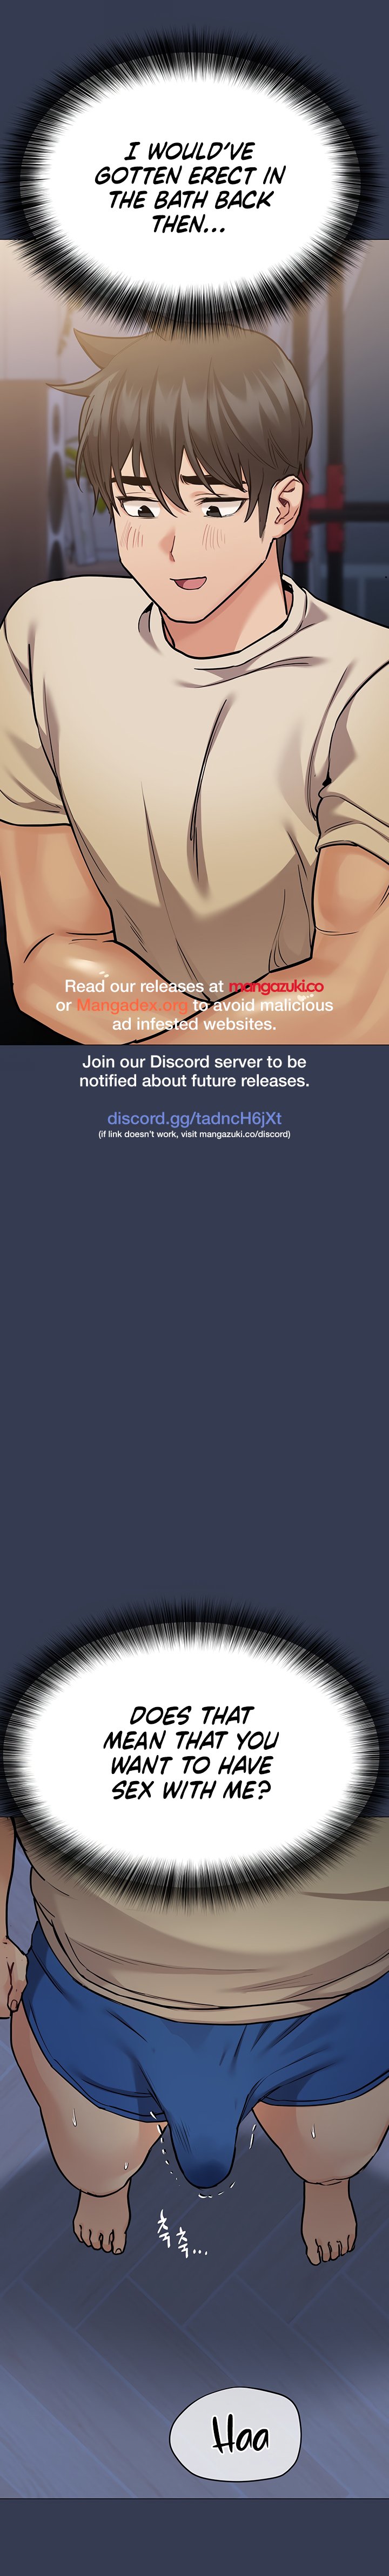 I WOULD'VE
GOTTEN ERECT IN
THE BATH BACK
THEN...
Read our releases at mangazuki.co
or Mangadex.org to avoid malicious
ad infested websites.
Join our Discord server to be
notified about future releases.
discord.gg/tadncH6jXt
(if link doesn't work, visit mangazuki.co/discord)
DOES THAT
MEAN THAT YOU
WANT TO HAVE
SEX WITH ME?
축
축...
Haa